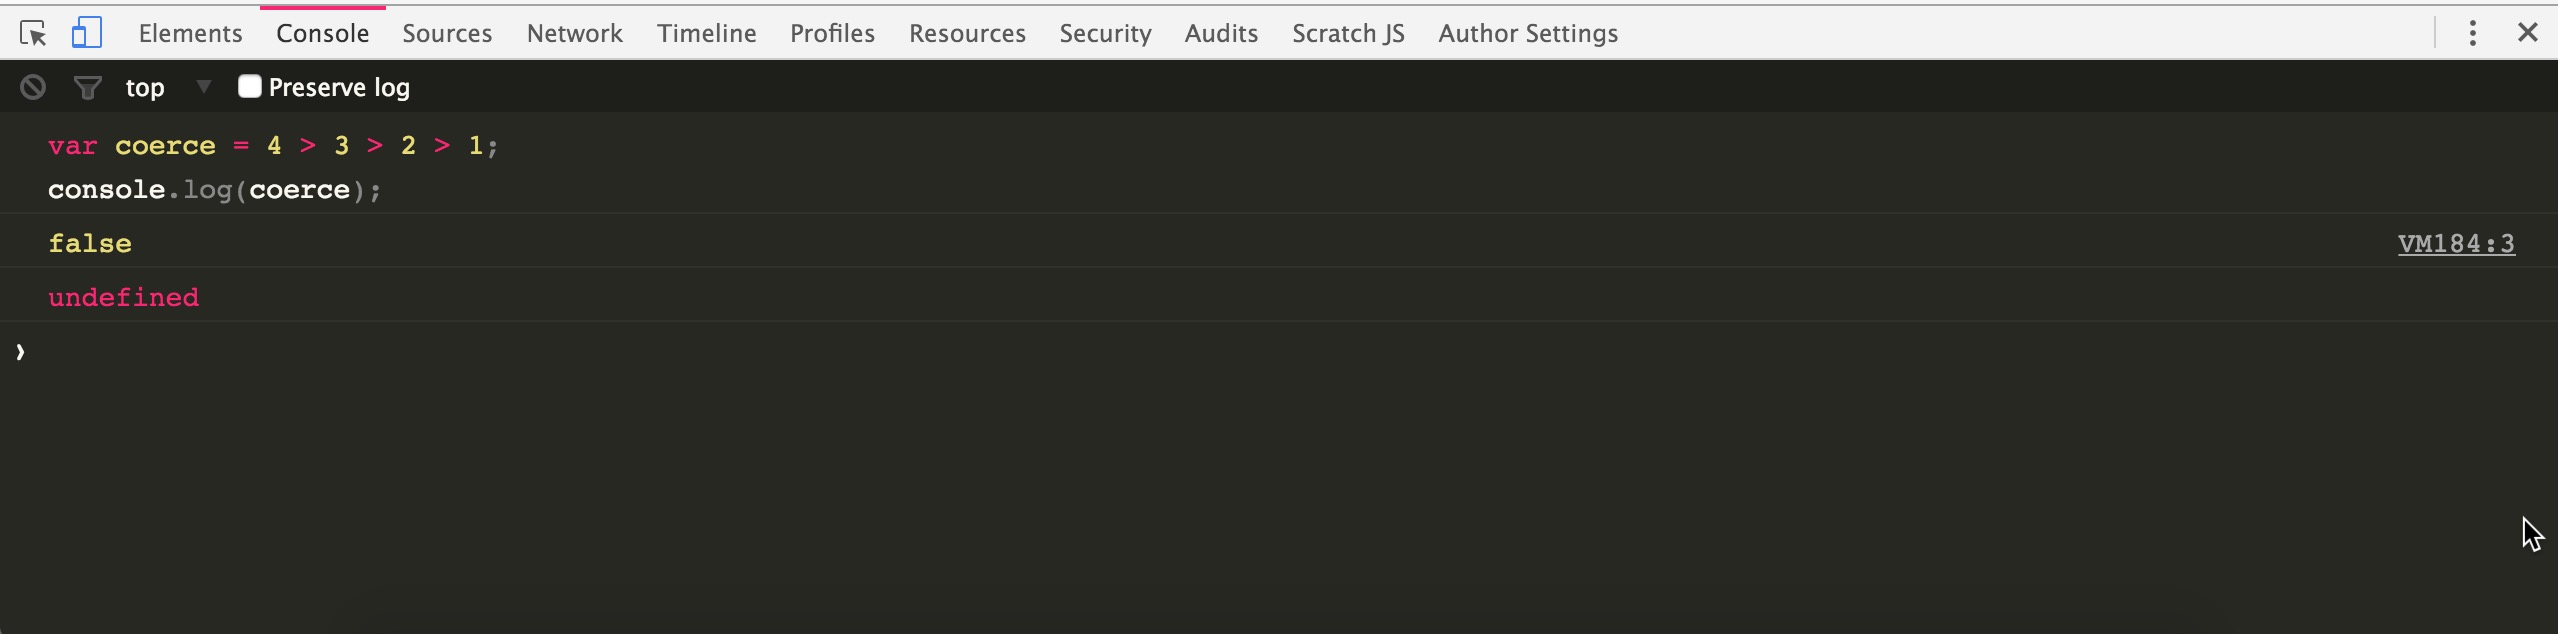 Elements Console Sources Network Timeline Profiles Resources Security Audits Scratch JS Author Settings
top Preserve log
var coerce = 4 > 3 > 2 > 1;
console.log(coerce);
false VM184:3
undefined